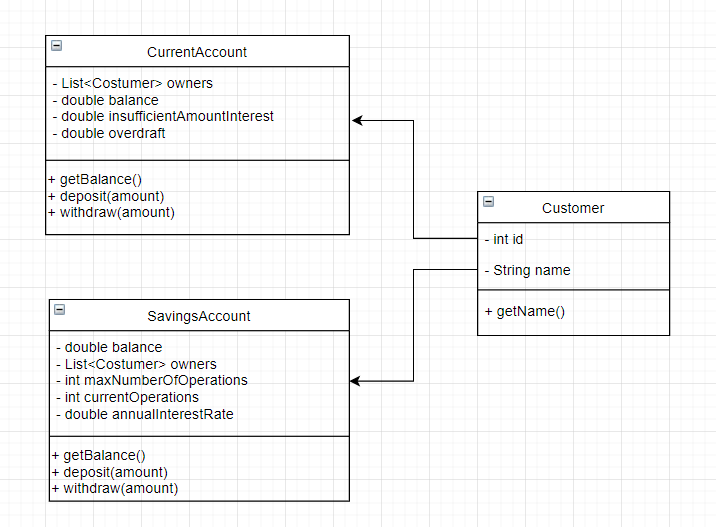 CurrentAccount
- List<Costumer> owners
- double balance
- double insufficientAmountInterest
- double overdraft
+ getBalance()
+ deposit(amount)
+ withdraw(amount)
Customer
- int id
- String name
+ getName()
SavingsAccount
- double balance
- List<Costumer> owners
- int maxNumberOfOperations
- int currentOperations
- double annualInterestRate
+ getBalance()
+ deposit(amount)
+ withdraw(amount)